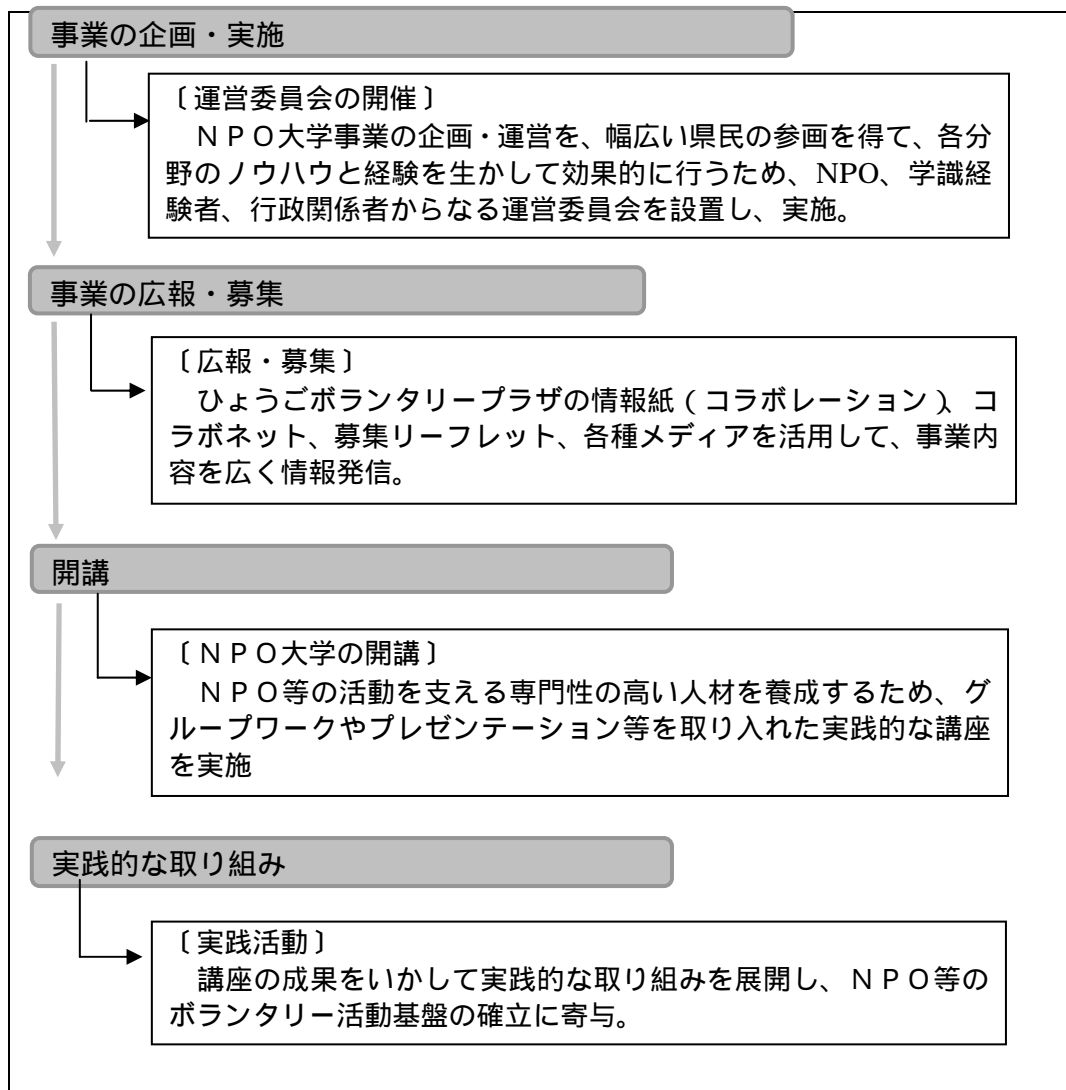 事業の企画・実施
〔運営委員会の開催〕
　ＮＰＯ大学事業の企画・運営を、幅広い県民の参画を得て、各分
野のノウハウと経験を生かして効果的に行うため、NPO、学識経
験者、行政関係者からなる運営委員会を設置し、実施。
事業の広報・募集
〔広報・募集〕
　ひょうごボランタリープラザの情報紙（コラボレーション）、コ
ラボネット、募集リーフレット、各種メディアを活用して、事業内
容を広く情報発信。
開講
〔ＮＰＯ大学の開講〕
　ＮＰＯ等の活動を支える専門性の高い人材を養成するため、グ
ループワークやプレゼンテーション等を取り入れた実践的な講座
を実施
実践的な取り組み
〔実践活動〕
　講座の成果をいかして実践的な取り組みを展開し、ＮＰＯ等の
ボランタリー活動基盤の確立に寄与。